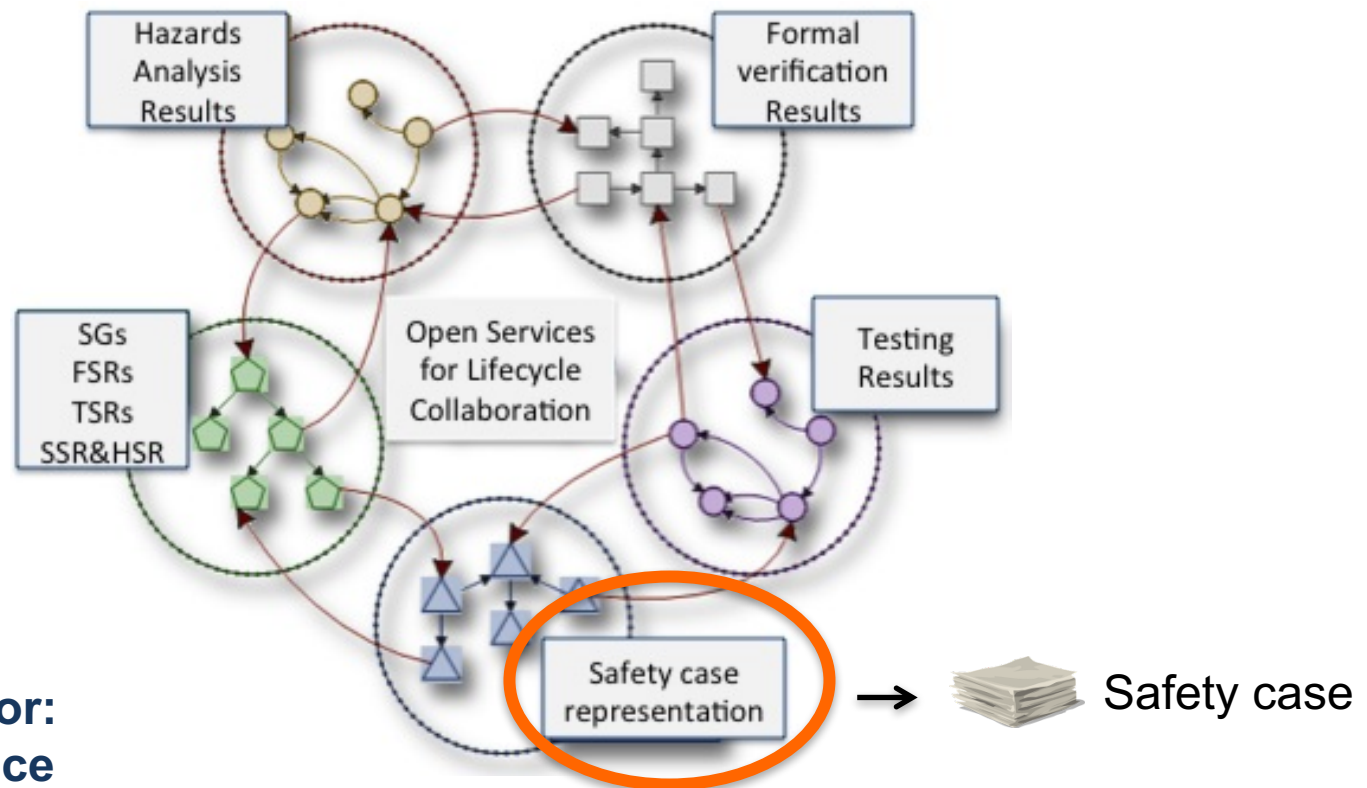 Hazards
Analysis
Results
Formal
verification
Results
SGs
FSRs
TSRs
SSR&HSR
Open Services
for Lifecycle
Collaboration
Testing
Results
Safety case
representation
Safety case
or:
ce